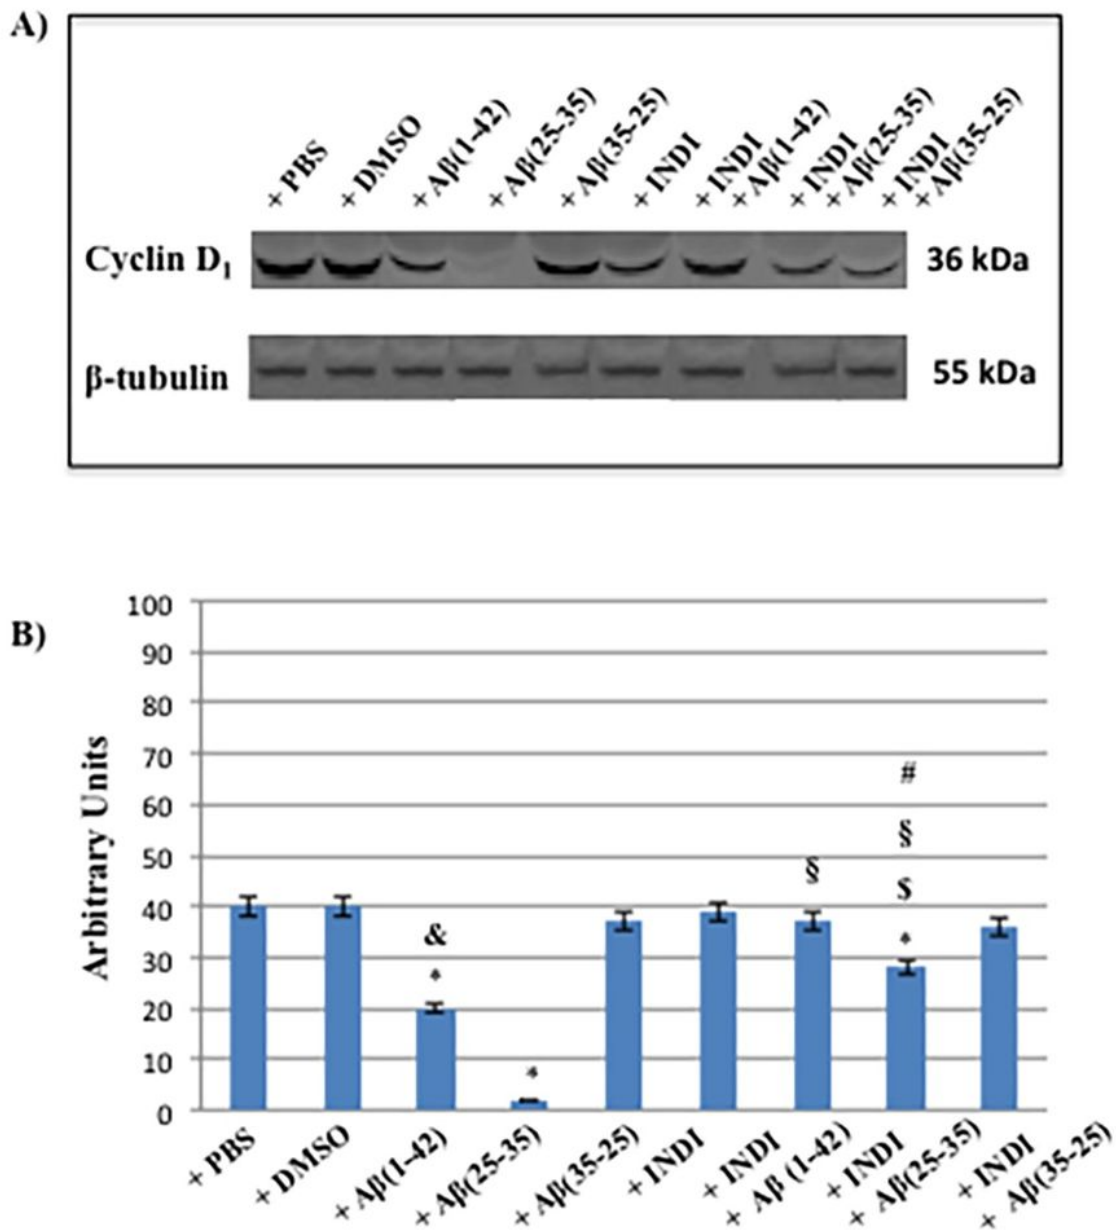 A)
+ PBS
+ DMSO
+ Aβ(1-42)
+ Aβ(25-35)
+ Aβ(35-25)
+ INDI
+ INDI
+ Aβ(1-42)
+ INDI
+ Aβ(25-35)
+ INDI
+ Aβ(35-25)
Cyclin D₁
36 kDa
β-tubulin
55 kDa
B)
Arbitrary Units
100
90
80
70
60
50
40
30
20
10
0
#
§
§
$
&
*
*
*
+ PBS
+ DMSO
+ Aβ(1-42)
+ Aβ(25-35)
+ Aβ(35-25)
+ INDI
+ INDI
+ Aβ (1-42)
+ INDI
+ Aβ(25-35)
+ INDI
+ Aβ(35-25)